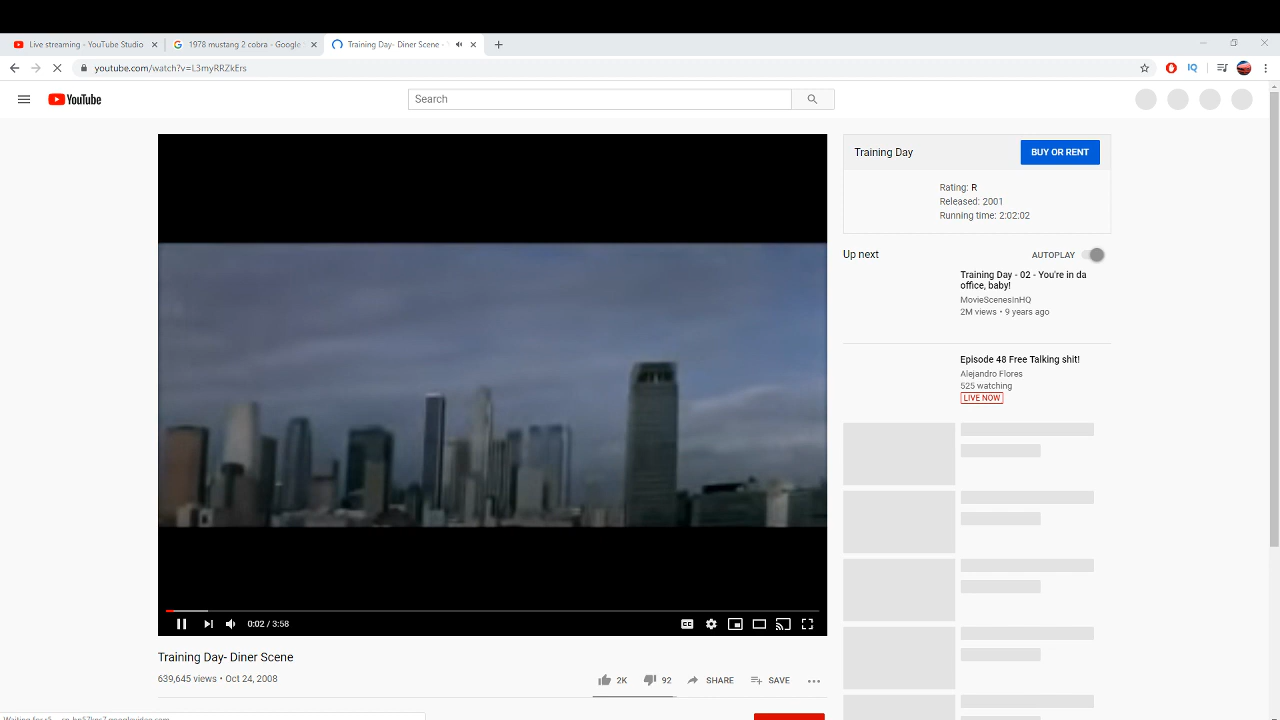 Live streaming - YouTube Studio
1978 mustang 2 cobra - Google
Training Day- Diner Scene -
youtube.com/watch?v=L3myRRZkErs
IQ
YouTube
Search
Training Day
BUY OR RENT
Rating: R
Released: 2001
Running time: 2:02:02
Up next
AUTOPLAY
Training Day - 02 - You're in da
office, baby!
MovieScenesInHQ
2M views • 9 years ago
Episode 48 Free Talking shit!
Alejandro Flores
525 watching
LIVE NOW
0:02 / 3:58
CC
Training Day- Diner Scene
639,645 views • Oct 24, 2008
2K
92
SHARE
SAVE